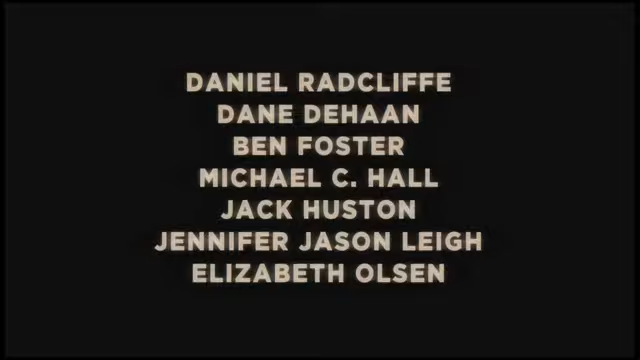 DANIEL RADCLIFFE
DANE DEHAAN
BEN FOSTER
MICHAEL C. HALL
JACK HUSTON
JENNIFER JASON LEIGH
ELIZABETH OLSEN